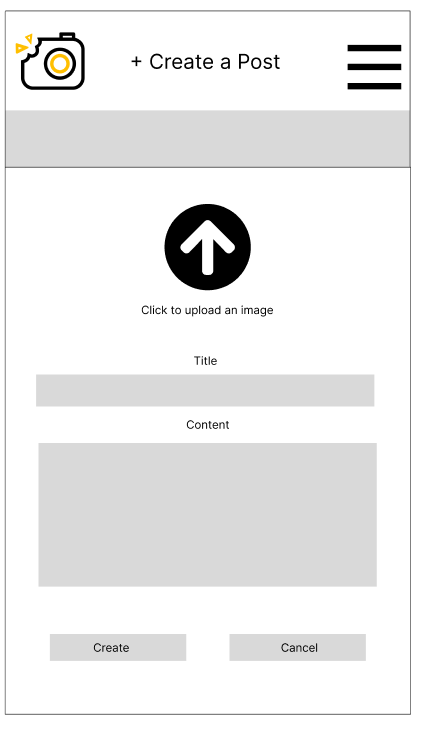 + Create a Post
Click to upload an image
Title
Content
Create
Cancel